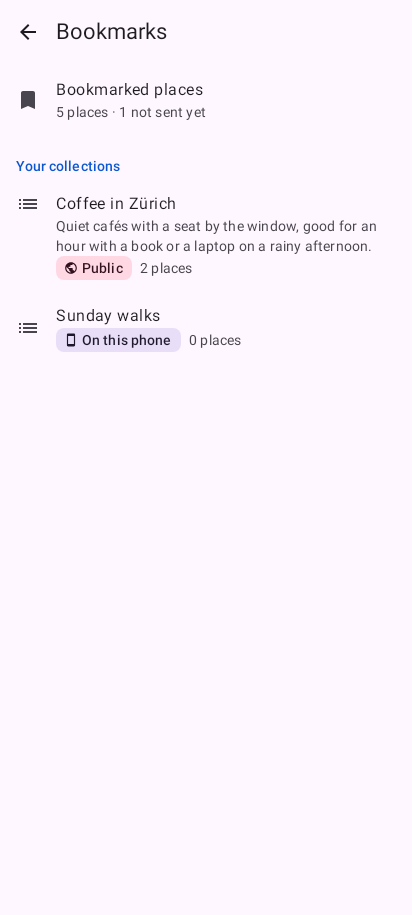 Bookmarks
Bookmarked places
5 places · 1 not sent yet
Your collections
Coffee in Zürich
Quiet cafés with a seat by the window, good for an
hour with a book or a laptop on a rainy afternoon.
Public 2 places
Sunday walks
On this phone 0 places